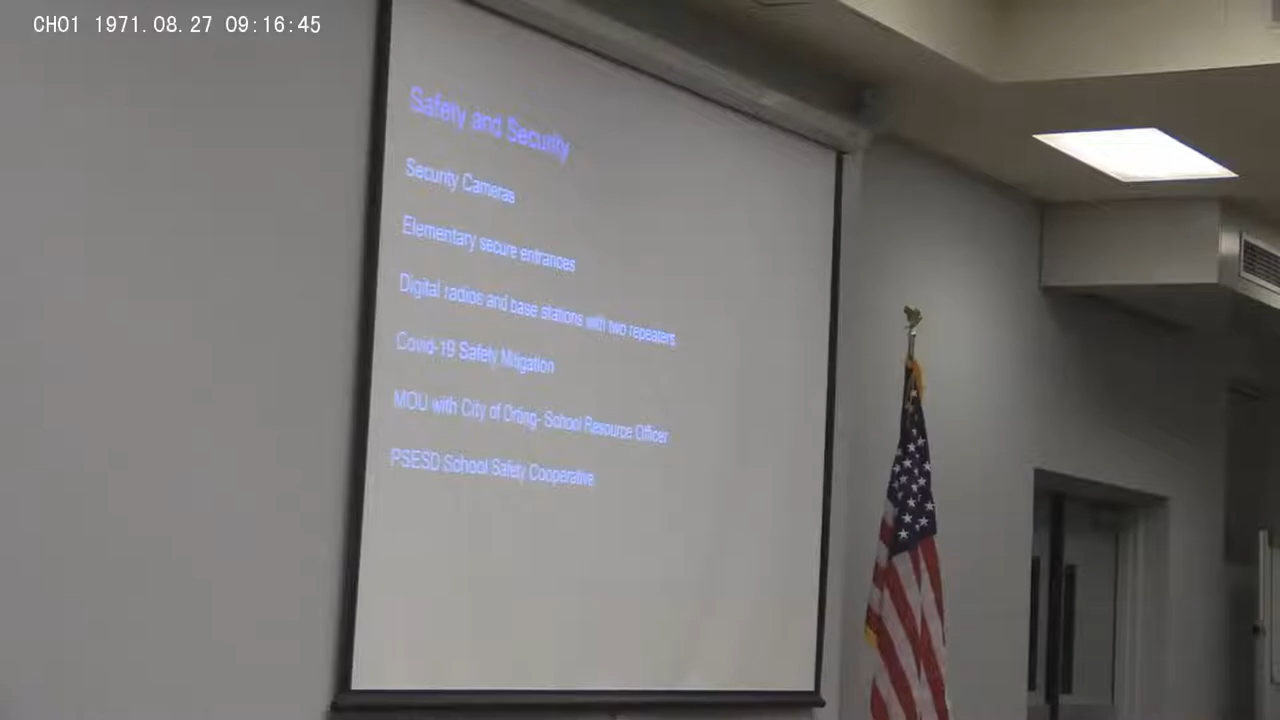 CH01 1971.08.27 09:16:45
Safety and Security
Security Cameras
Elementary secure entrances
Digital radios and base stations with two repeaters
Covid-19 Safety Mitigation
MOU with City of Orting- School Resource Officer
PSESD School Safety Cooperative